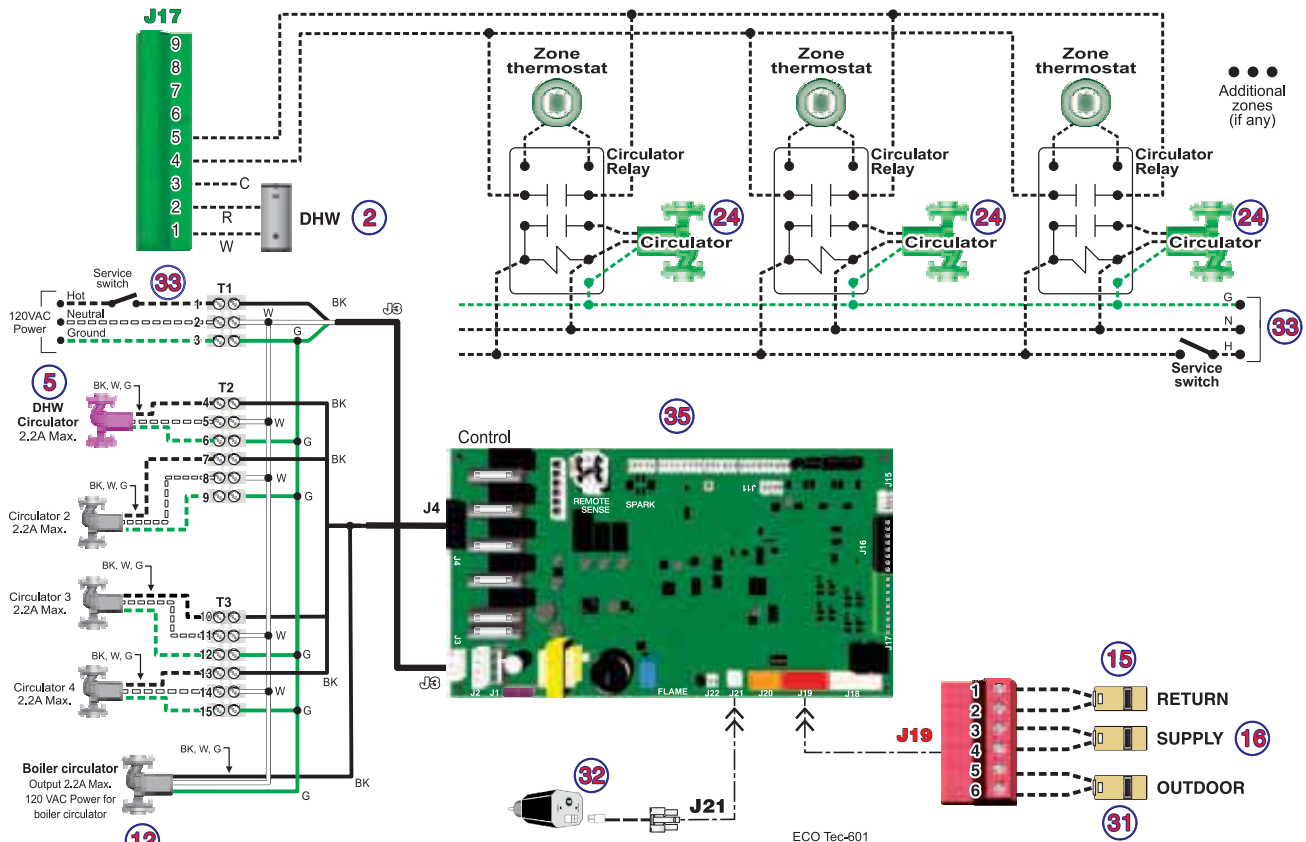 J17
9
8
7
6
5
4
3
2
1
C
R
W
DHW
2
Zone
thermostat
Circulator
Relay
Circulator
24
Zone
thermostat
Circulator
Relay
Circulator
24
Zone
thermostat
Circulator
Relay
Circulator
24
Additional
zones
(if any)
G
N
H
33
Service
switch
Service
switch
33
Hot
120VAC
Power
Neutral
Ground
T1
1
2
3
BK
W
G
J3
5
DHW
Circulator
2.2A Max.
BK, W, G
T2
4
5
6
7
8
9
BK
W
G
BK
W
G
Circulator 2
2.2A Max.
BK, W, G
Circulator 3
2.2A Max.
BK, W, G
T3
10
11
12
13
14
15
W
G
BK
W
G
Circulator 4
2.2A Max.
BK, W, G
Boiler circulator
Output 2.2A Max.
120 VAC Power for
boiler circulator
BK, W, G
BK
G
12
35
Control
J4
J3
REMOTE
SENSE
SPARK
J11
J15
J16
J17
J4
J3
J2
J1
FLAME
J22
J21
J20
J19
J18
32
J21
J19
1
2
3
4
5
6
15
RETURN
SUPPLY
16
OUTDOOR
31
ECO Tec-601